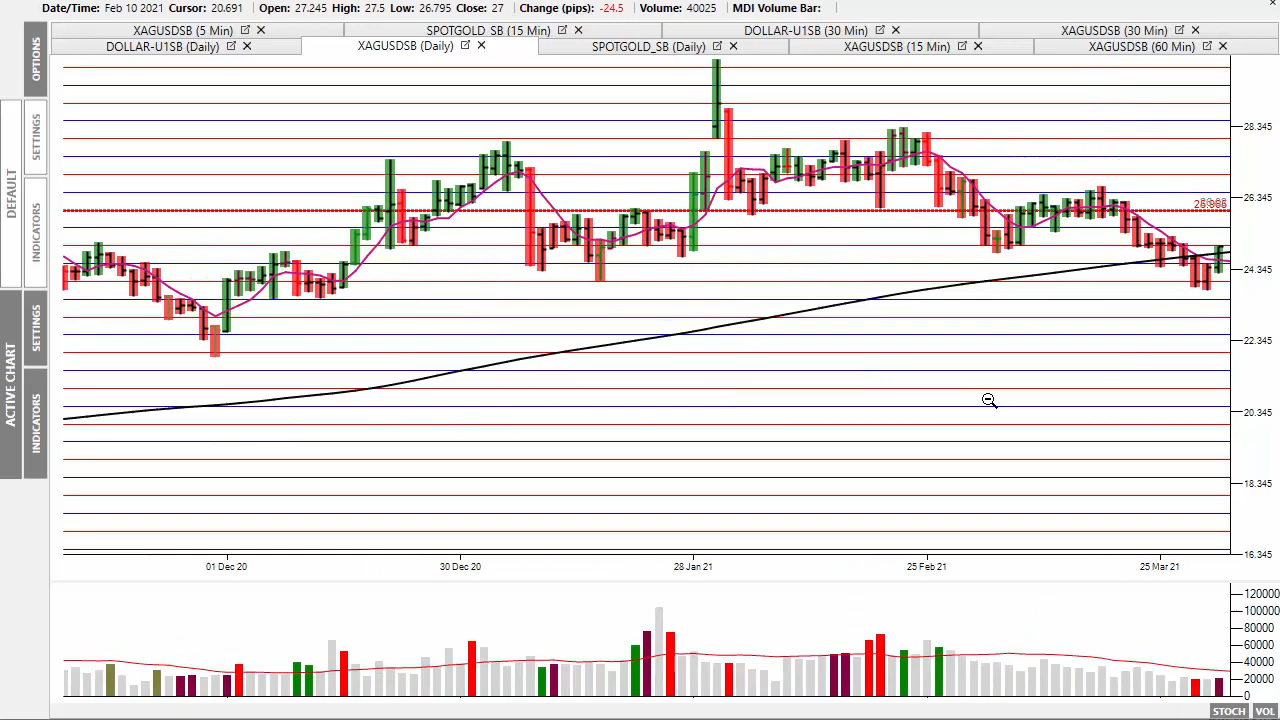 Date/Time: Feb 10 2021 Cursor: 20.691 Open: 27.245 High: 27.5 Low: 26.795 Close: 27 Change (pips): -24.5 Volume: 40025 MDI Volume Bar:
XAGUSDSB (5 Min) SPOTGOLD_SB (15 Min) DOLLAR-U1SB (30 Min) XAGUSDSB (30 Min)
DOLLAR-U1SB (Daily) XAGUSDSB (Daily) SPOTGOLD_SB (Daily) XAGUSDSB (15 Min) XAGUSDSB (60 Min)
OPTIONS
SETTINGS
DEFAULT
INDICATORS
SETTINGS
ACTIVE CHART
INDICATORS
28.345
26.345
24.345
22.345
20.345
18.345
16.345
01 Dec 20 30 Dec 20 28 Jan 21 25 Feb 21 25 Mar 21
120000
100000
80000
60000
40000
20000
0
STOCH VOL